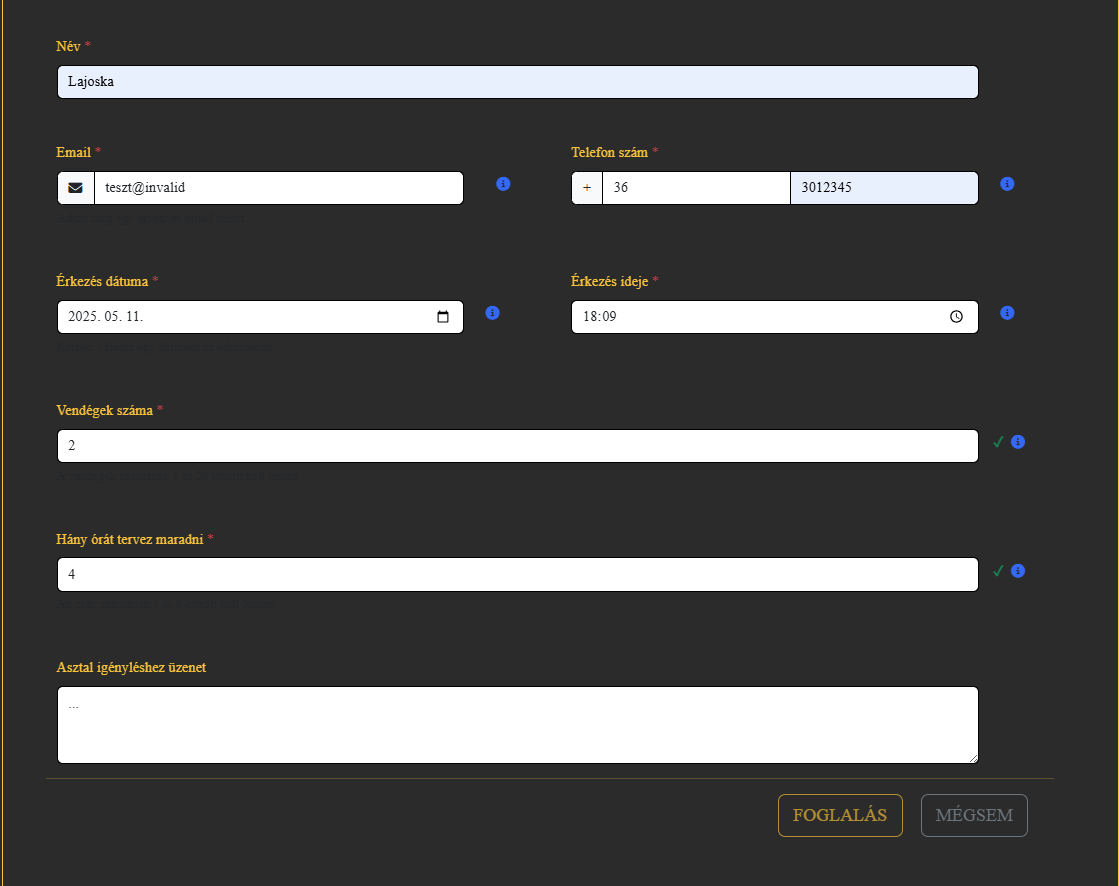 Név *
Lajoska
Email * Telefon szám *
teszt@invalid + 36 3012345
Érkezés dátuma * Érkezés ideje *
2025. 05. 11. 18:09
Vendégek száma *
2
Hány órát tervez maradni *
4
Asztal igényléshez üzenet
...
FOGLALÁS MÉGSEM